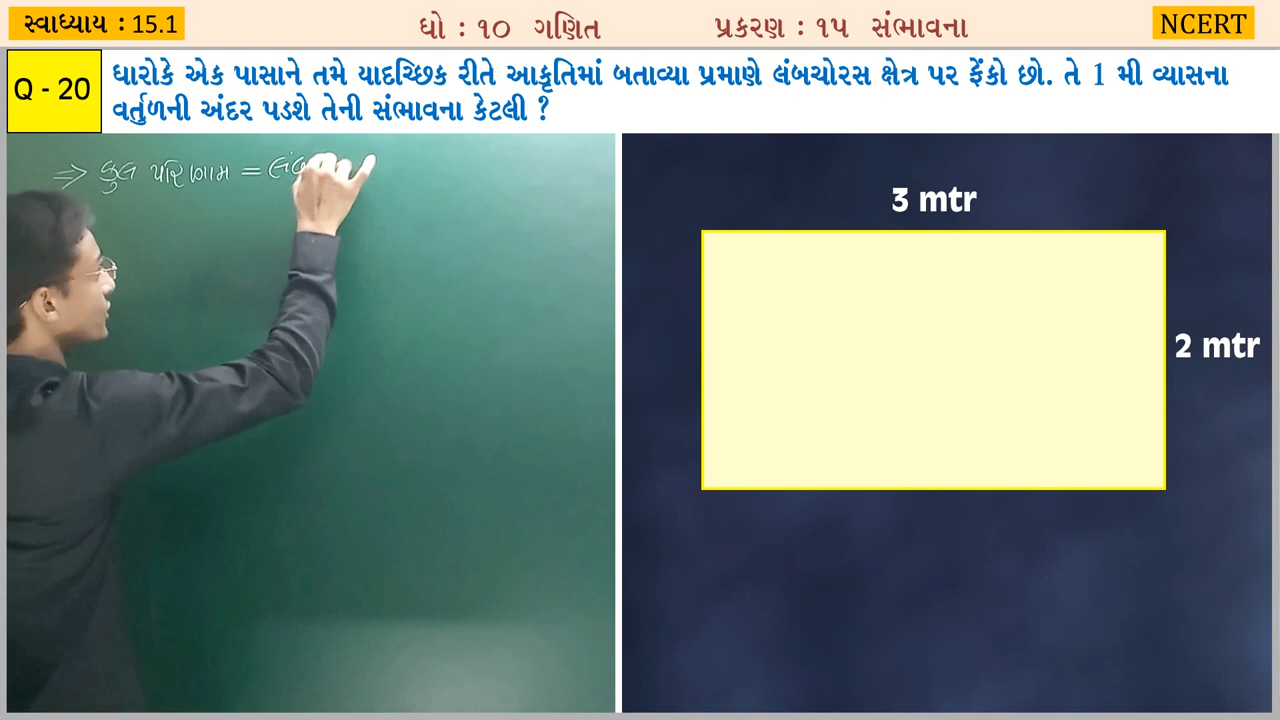 સ્વાધ્યાય : 15.1
ધો : ૧૦ ગણિત
પ્રકરણ : ૧૫ સંભાવના
NCERT
Q - 20
ધારોકે એક પાસાને તમે યાદચ્છિક રીતે આકૃતિમાં બતાવ્યા પ્રમાણે લંબચોરસ ક્ષેત્ર પર ફેંકો છો. તે 1 મી વ્યાસના
વર્તુળની અંદર પડશે તેની સંભાવના કેટલી ?
⇒ કુલ પરિણામ = લંબ
3 mtr
2 mtr